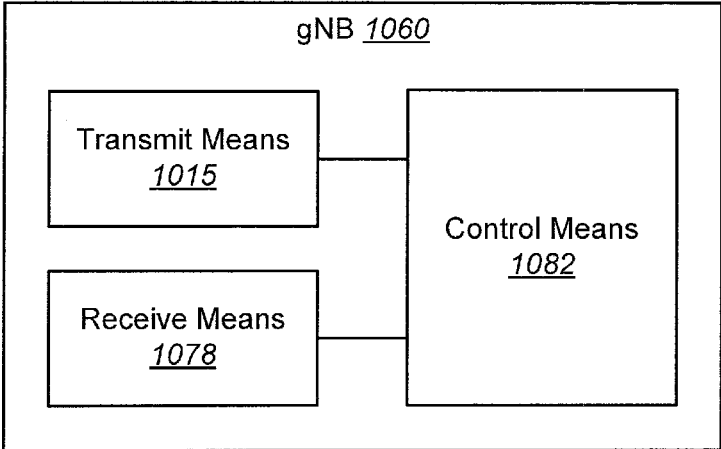 gNB 1060
Transmit Means
1015
Control Means
1082
Receive Means
1078